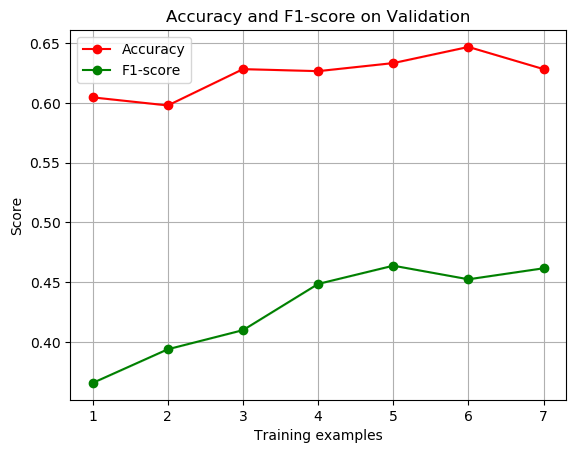 Accuracy and F1-score on Validation
Accuracy
F1-score
0.65
0.60
0.55
0.50
0.45
0.40
Score
1 2 3 4 5 6 7
Training examples